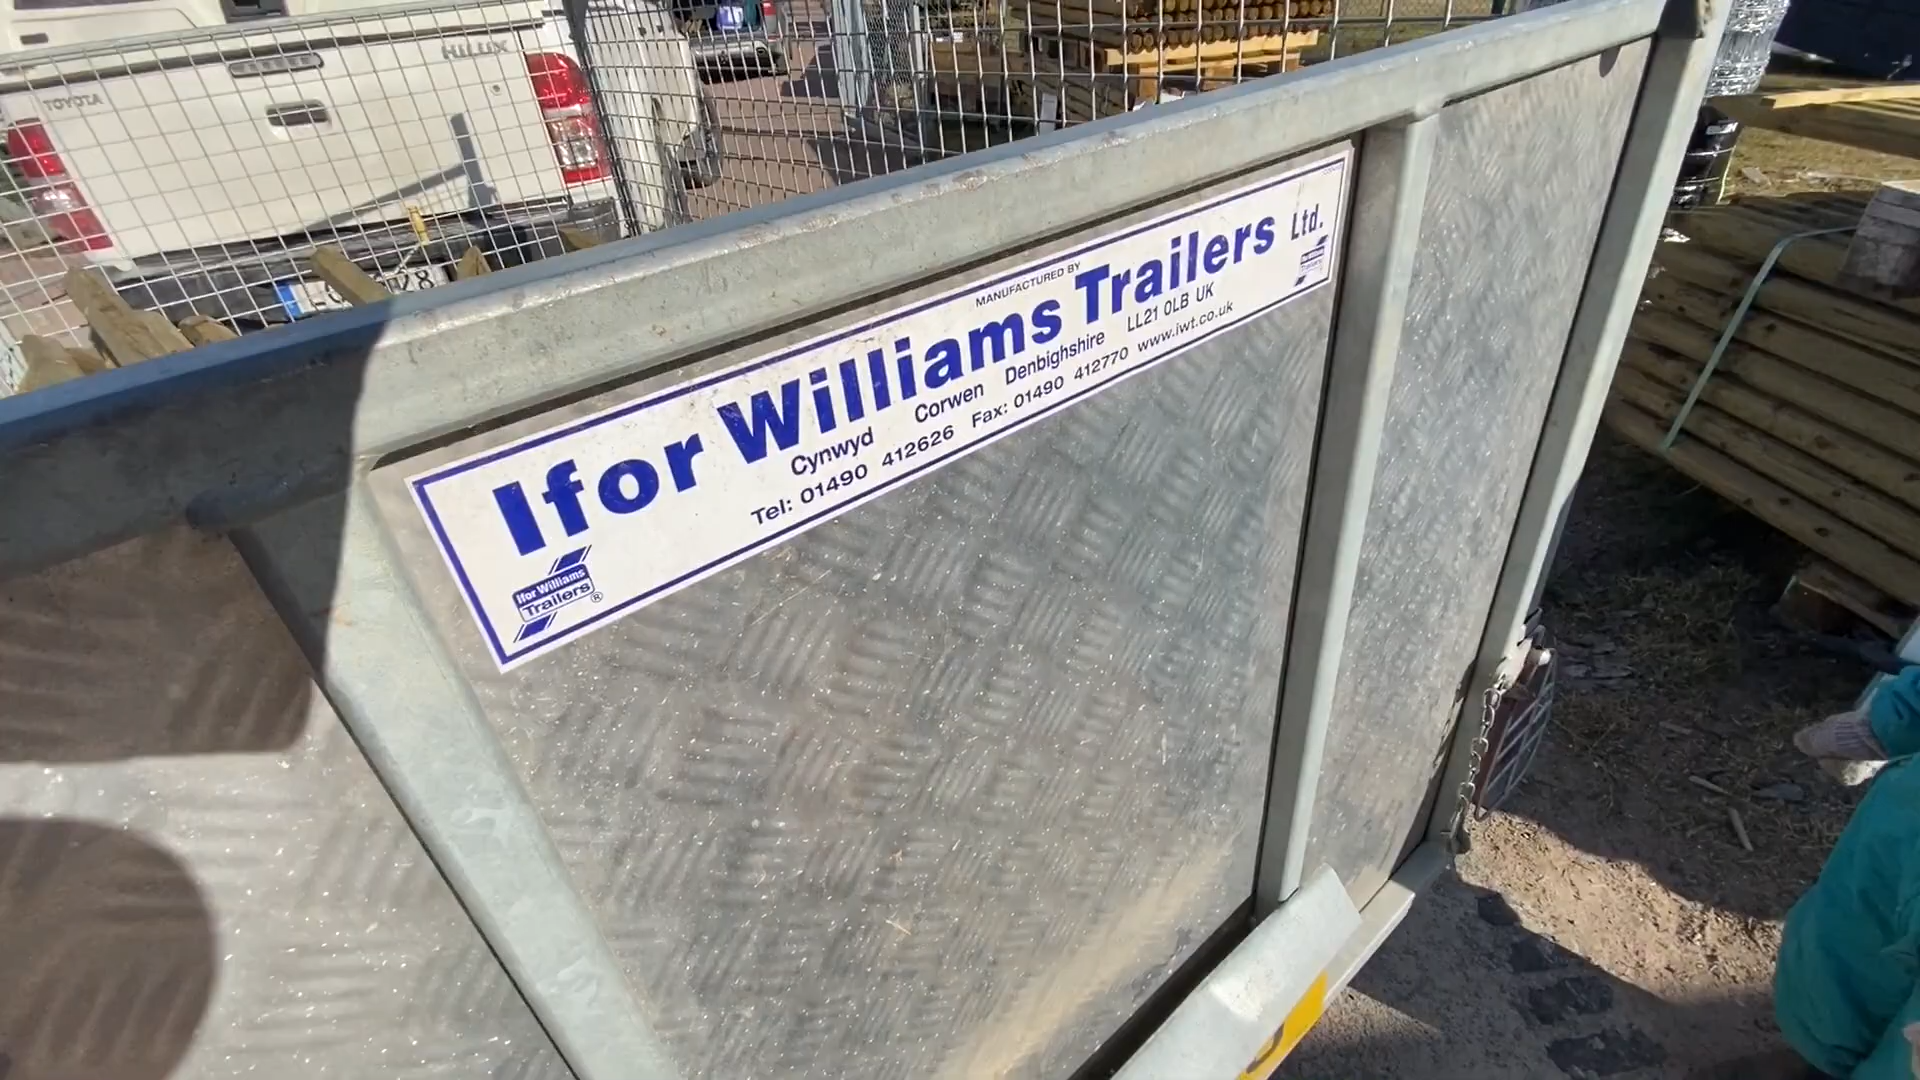 TOYOTA
HILUX
MANUFACTURED BY
Ifor Williams Trailers Ltd.
Cynwyd Corwen Denbighshire LL21 0LB UK
Tel: 01490 412626 Fax: 01490 412770 www.iwt.co.uk
Ifor Williams
Trailers ®